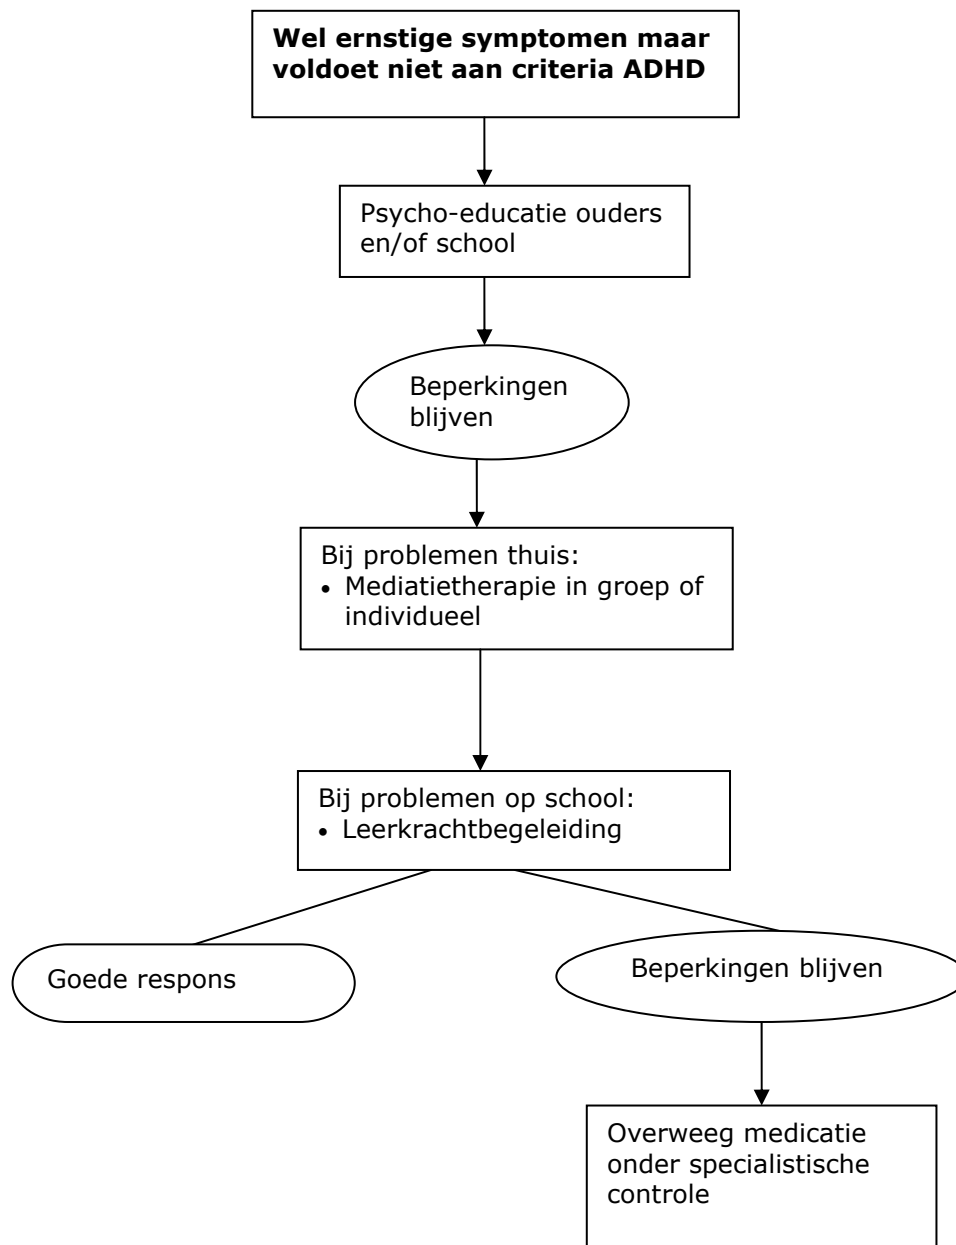 Wel ernstige symptomen maar
voldoet niet aan criteria ADHD
Psycho-educatie ouders
en/of school
Beperkingen
blijven
Bij problemen thuis:
• Mediatietherapie in groep of
individueel
Bij problemen op school:
• Leerkrachtbegeleiding
Goede respons
Beperkingen blijven
Overweeg medicatie
onder specialistische
controle